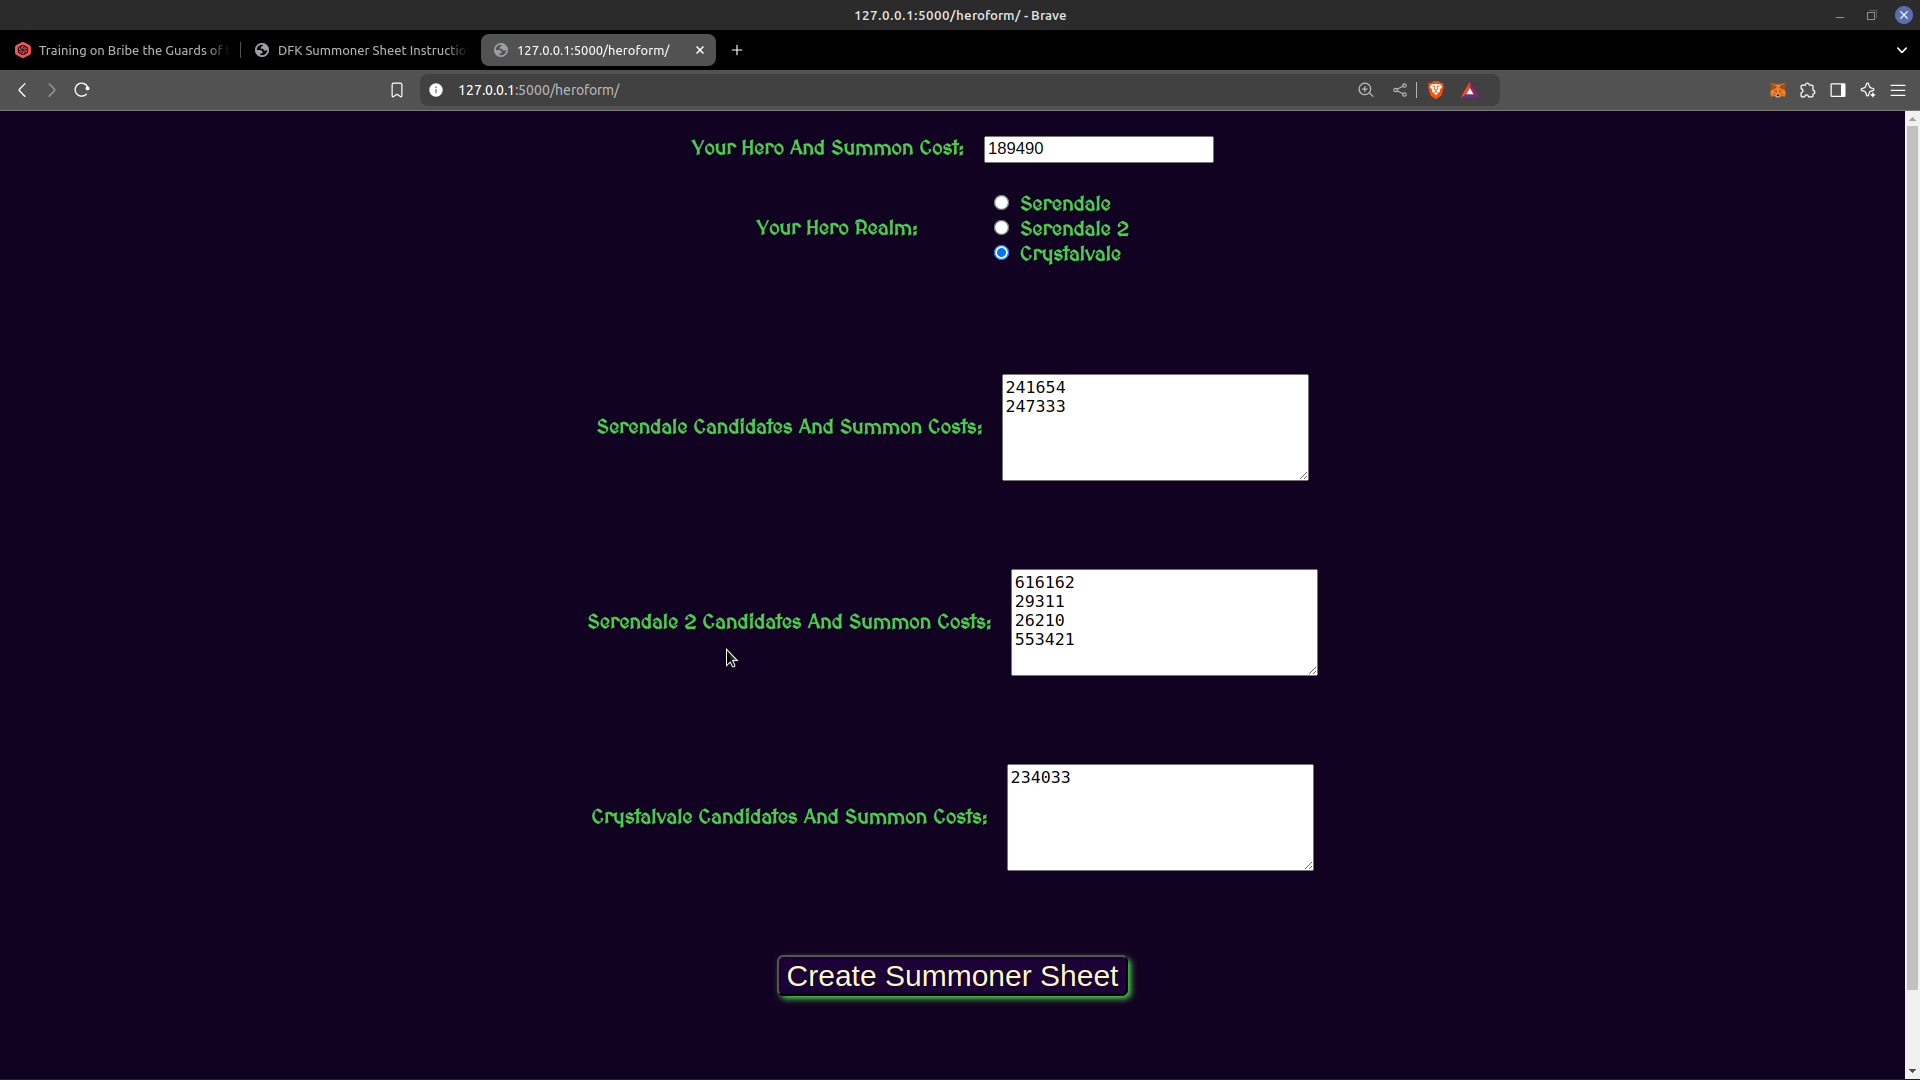 127.0.0.1:5000/heroform/ - Brave
Training on Bribe the Guards of
DFK Summoner Sheet Instructio
127.0.0.1:5000/heroform/
127.0.0.1:5000/heroform/
Your Hero And Summon Cost: 189490
Serendale
Your Hero Realm: Serendale 2
Crystalvale
241654
247333
Serendale Candidates And Summon Costs:
616162
29311
26210
553421
Serendale 2 Candidates And Summon Costs:
234033
Crystalvale Candidates And Summon Costs:
Create Summoner Sheet